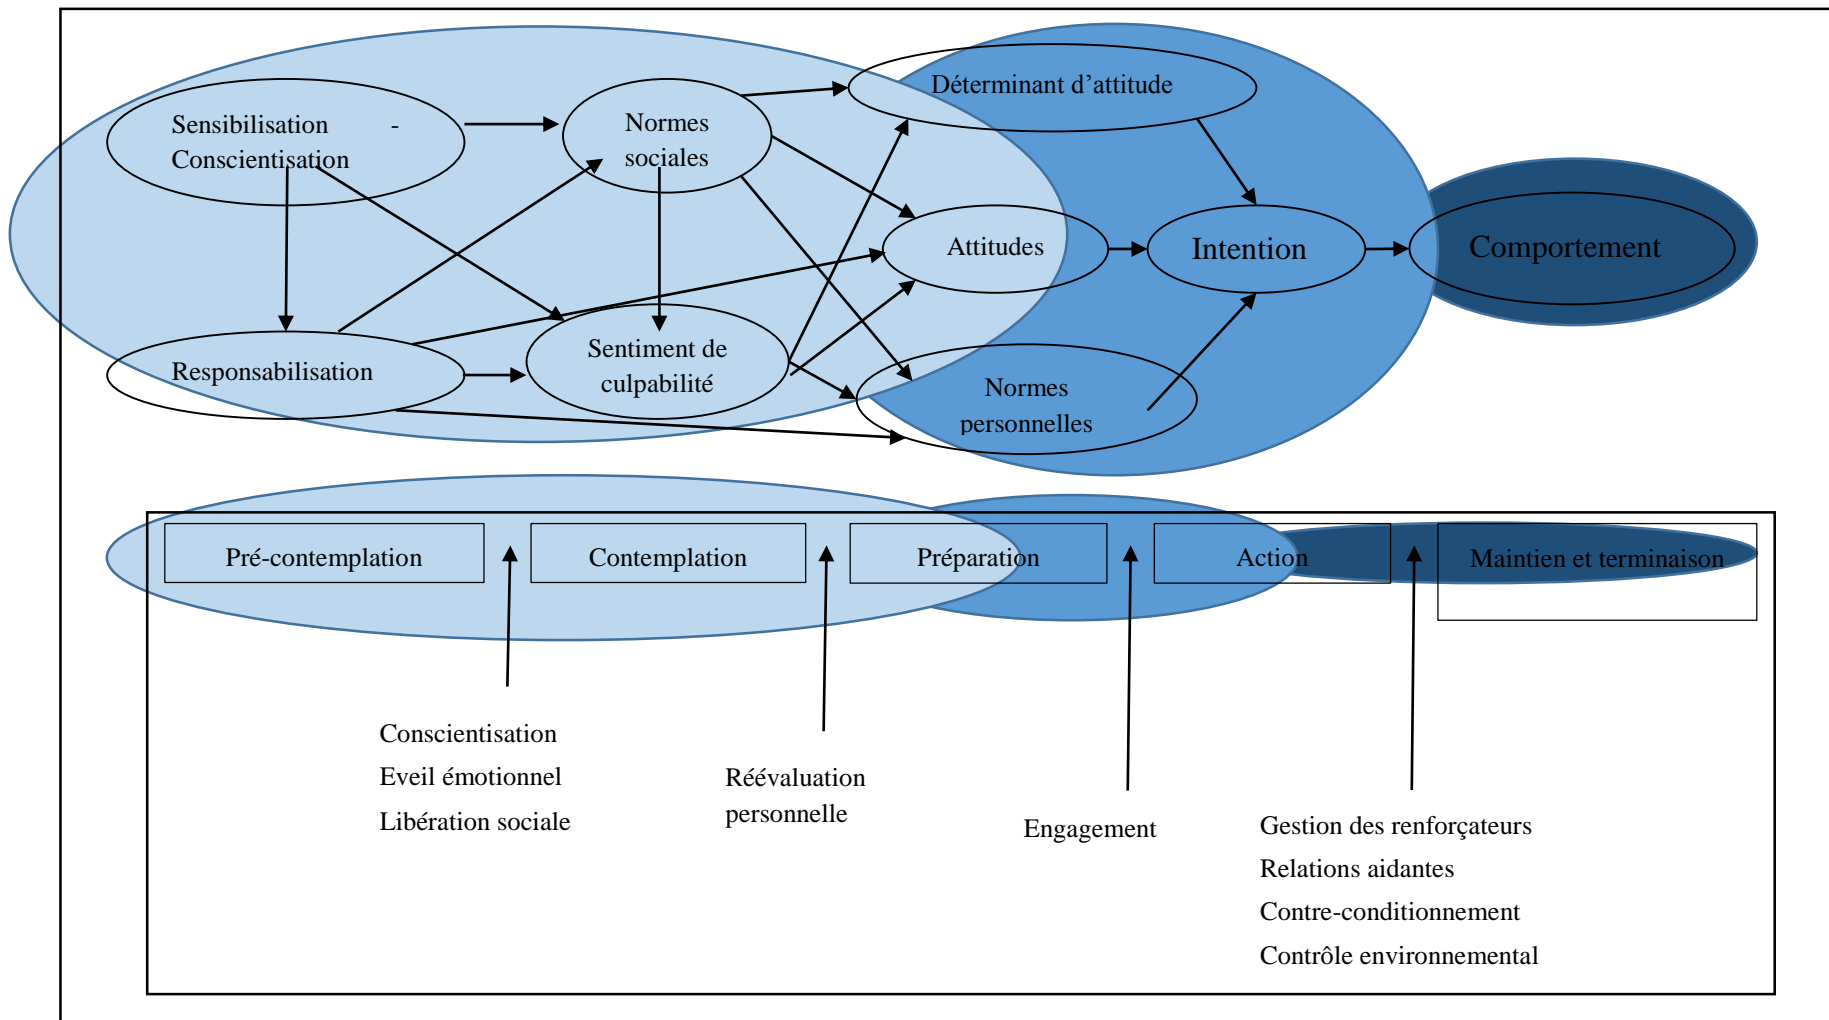 Sensibilisation -
Conscientisation
Normes
sociales
Déterminant d’attitude
Attitudes
Intention
Comportement
Responsabilisation
Sentiment de
culpabilité
Normes
personnelles
Pré-contemplation
Contemplation
Préparation
Action
Maintien et terminaison
Conscientisation
Eveil émotionnel
Libération sociale
Réévaluation
personnelle
Engagement
Gestion des renforçateurs
Relations aidantes
Contre-conditionnement
Contrôle environnemental